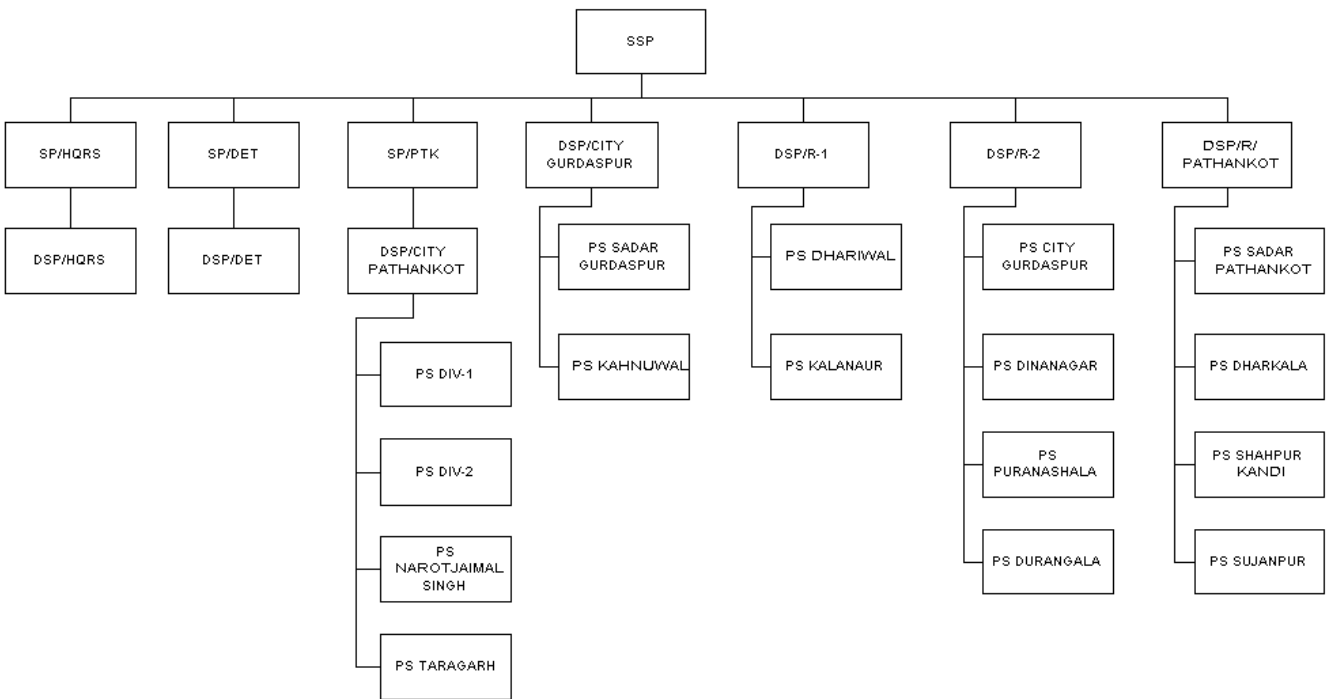 SSP
SP/HQRS
SP/DET
SP/PTK
DSP/CITY
GURDASPUR
DSP/R-1
DSP/R-2
DSP/R/
PATHANKOT
DSP/HQRS
DSP/DET
DSP/CITY
PATHANKOT
PS SADAR
GURDASPUR
PS DHARIWAL
PS CITY
GURDASPUR
PS SADAR
PATHANKOT
PS DIV-1
PS KAHNUWAL
PS KALANAUR
PS DINANAGAR
PS DHARKALA
PS DIV-2
PS
PURANASHALA
PS SHAHPUR
KANDI
PS
NAROTJAIMAL
SINGH
PS DURANGALA
PS SUJANPUR
PS TARAGARH